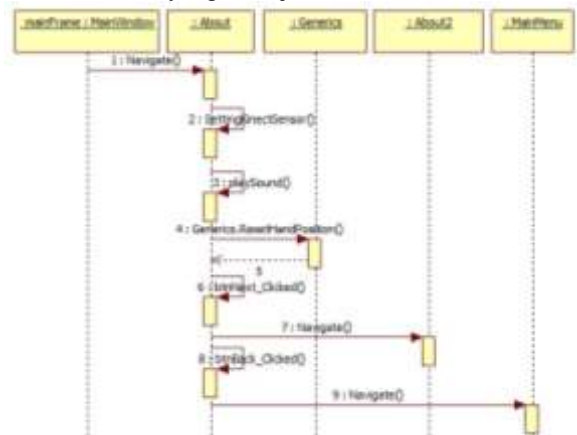 mainFrame : MainWindow
: About
: Generics
: About2
: MainMenu
1 : Navigate()
2 : SettingKinectSensor()
3 : playSound()
4 : Generics.ResetHandPosition()
5
6 : btnNext_Clicked()
7 : Navigate()
8 : btnBack_Clicked()
9 : Navigate()